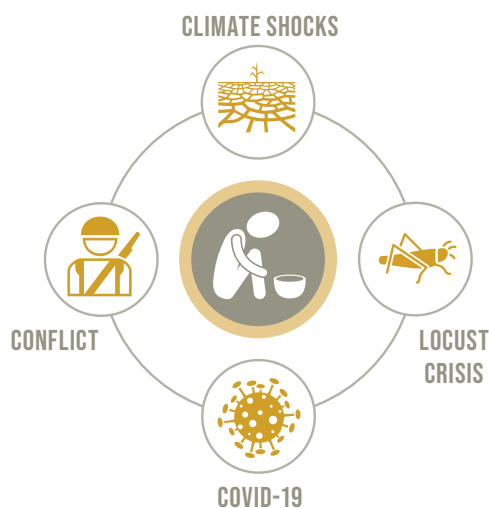 CLIMATE SHOCKS
CONFLICT
LOCUST
CRISIS
COVID-19